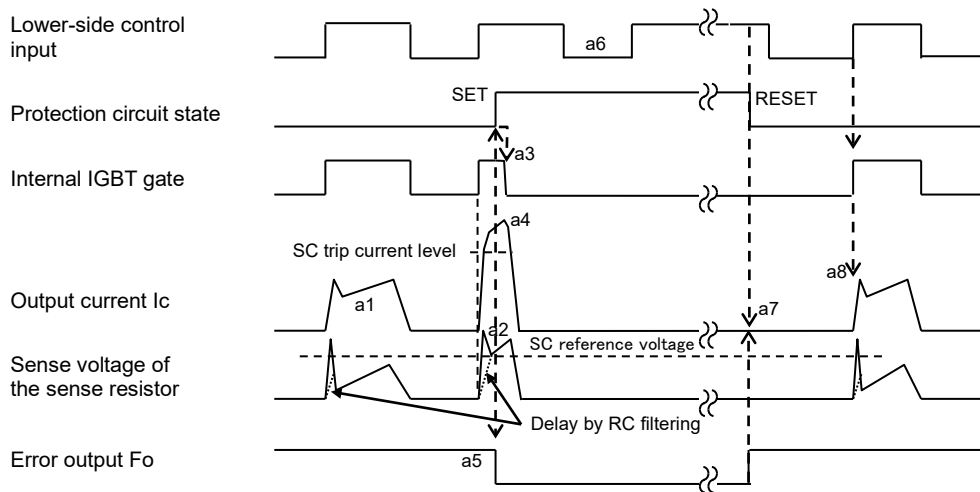 Lower-side control
input
a6
SET
RESET
Protection circuit state
a3
Internal IGBT gate
a4
SC trip current level
a8
Output current Ic
a1
a7
a2
SC reference voltage
Sense voltage of
the sense resistor
Delay by RC filtering
Error output Fo
a5